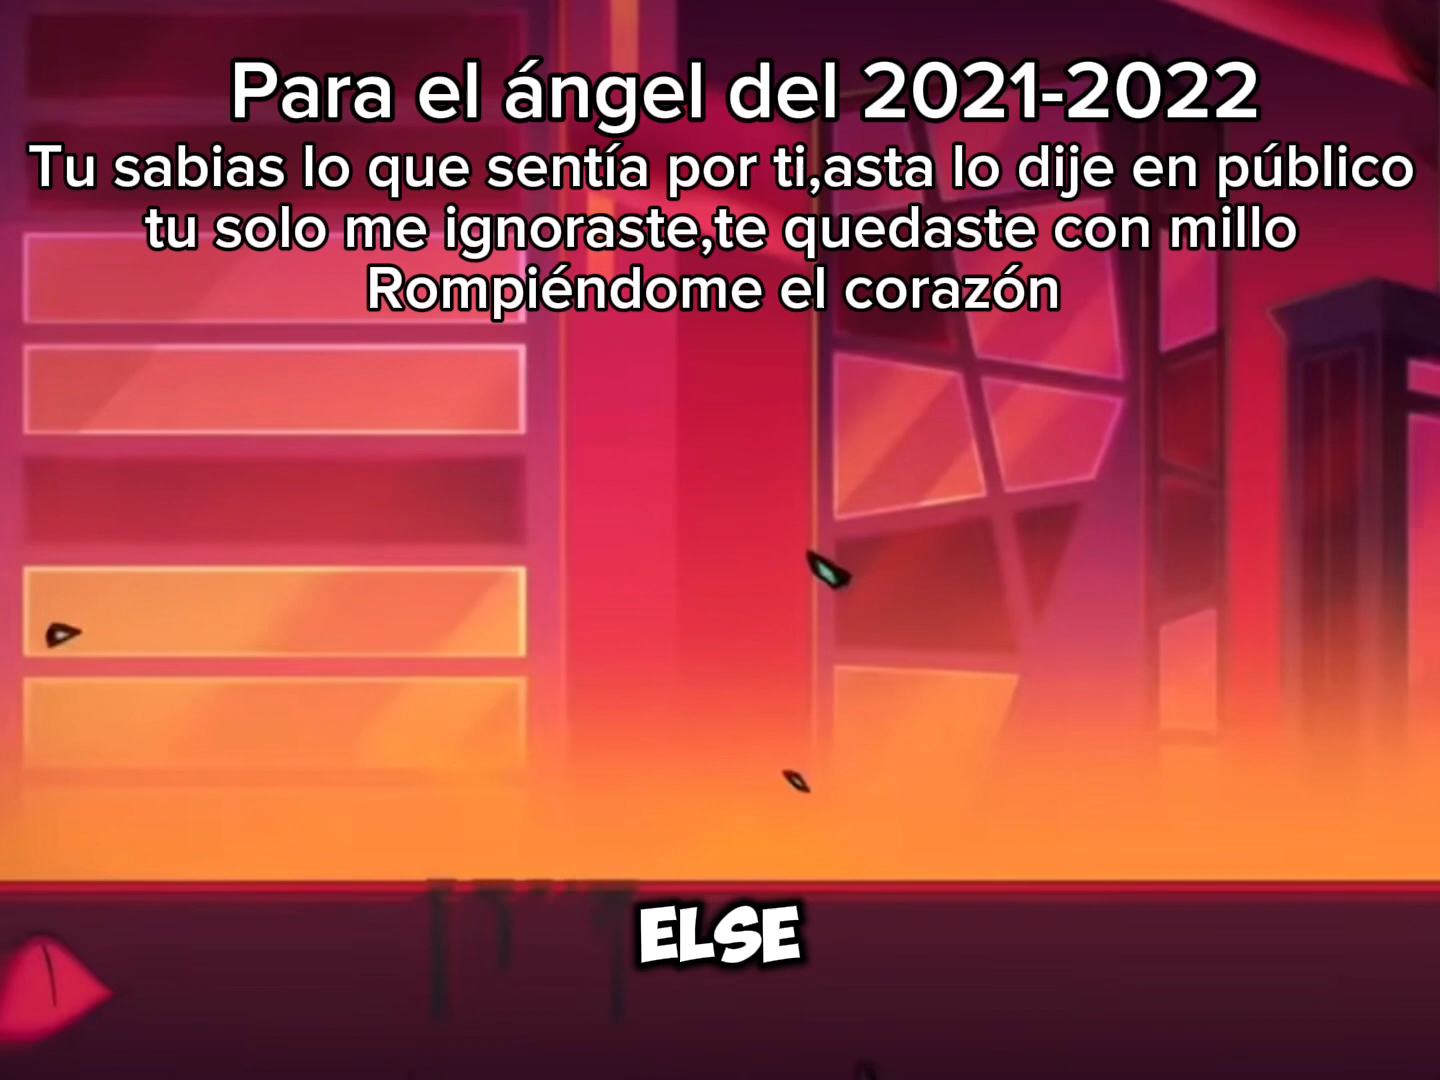 Para el ángel del 2021-2022
Tu sabias lo que sentía por ti,asta lo dije en público
tu solo me ignoraste,te quedaste con millo
Rompiéndome el corazón
ELSE